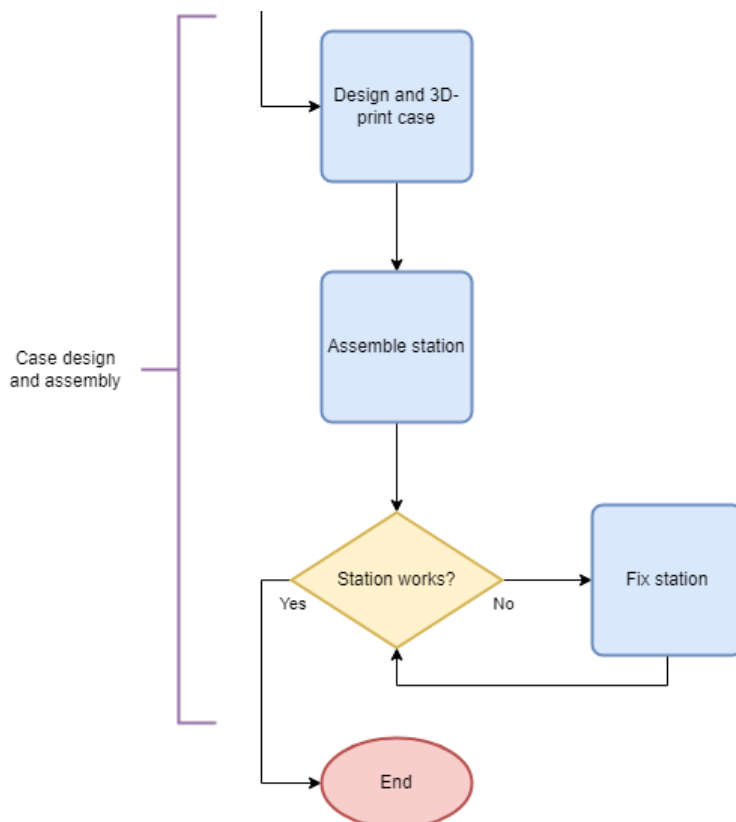 Design and 3D-
print case
Assemble station
Case design
and assembly
Station works?
Yes
No
Fix station
End